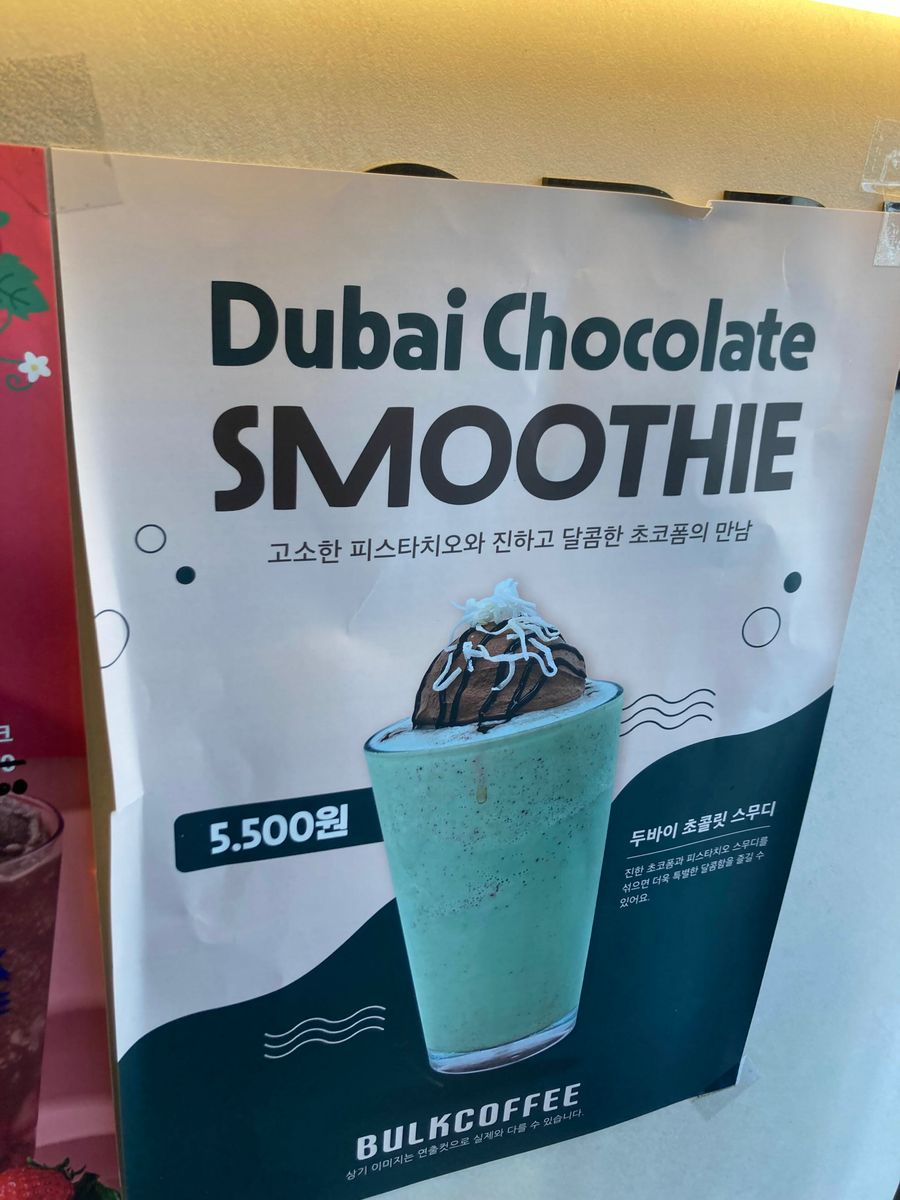 Dubai Chocolate
SMOOTHIE
고소한 피스타치오와 진하고 달콤한 초코폼의 만남
5.500원
두바이 초콜릿 스무디
진한 초코폼과 피스타치오 스무디를
섞으면 더욱 특별한 달콤함을 즐길 수
있어요.
BULKCOFFEE
상기 이미지는 연출컷으로 실제와 다를 수 있습니다.